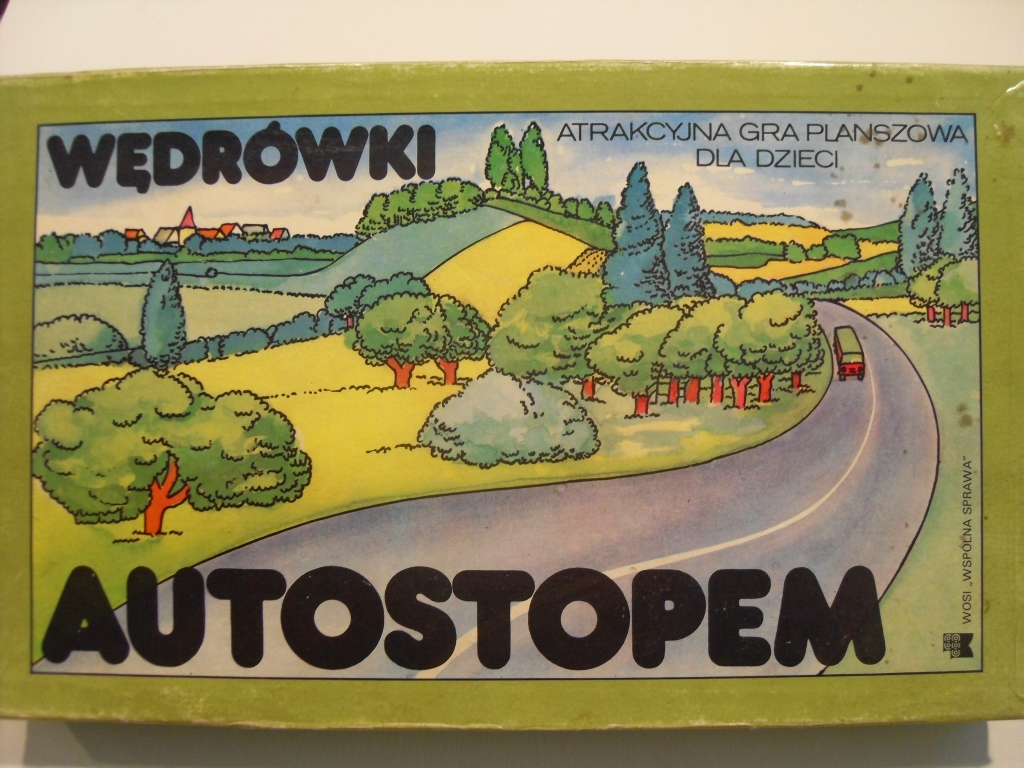 WĘDRÓWKI
ATRAKCYJNA GRA PLANSZOWA
DLA DZIECI
AUTOSTOPEM
WOSI „WSPÓLNA SPRAWA"